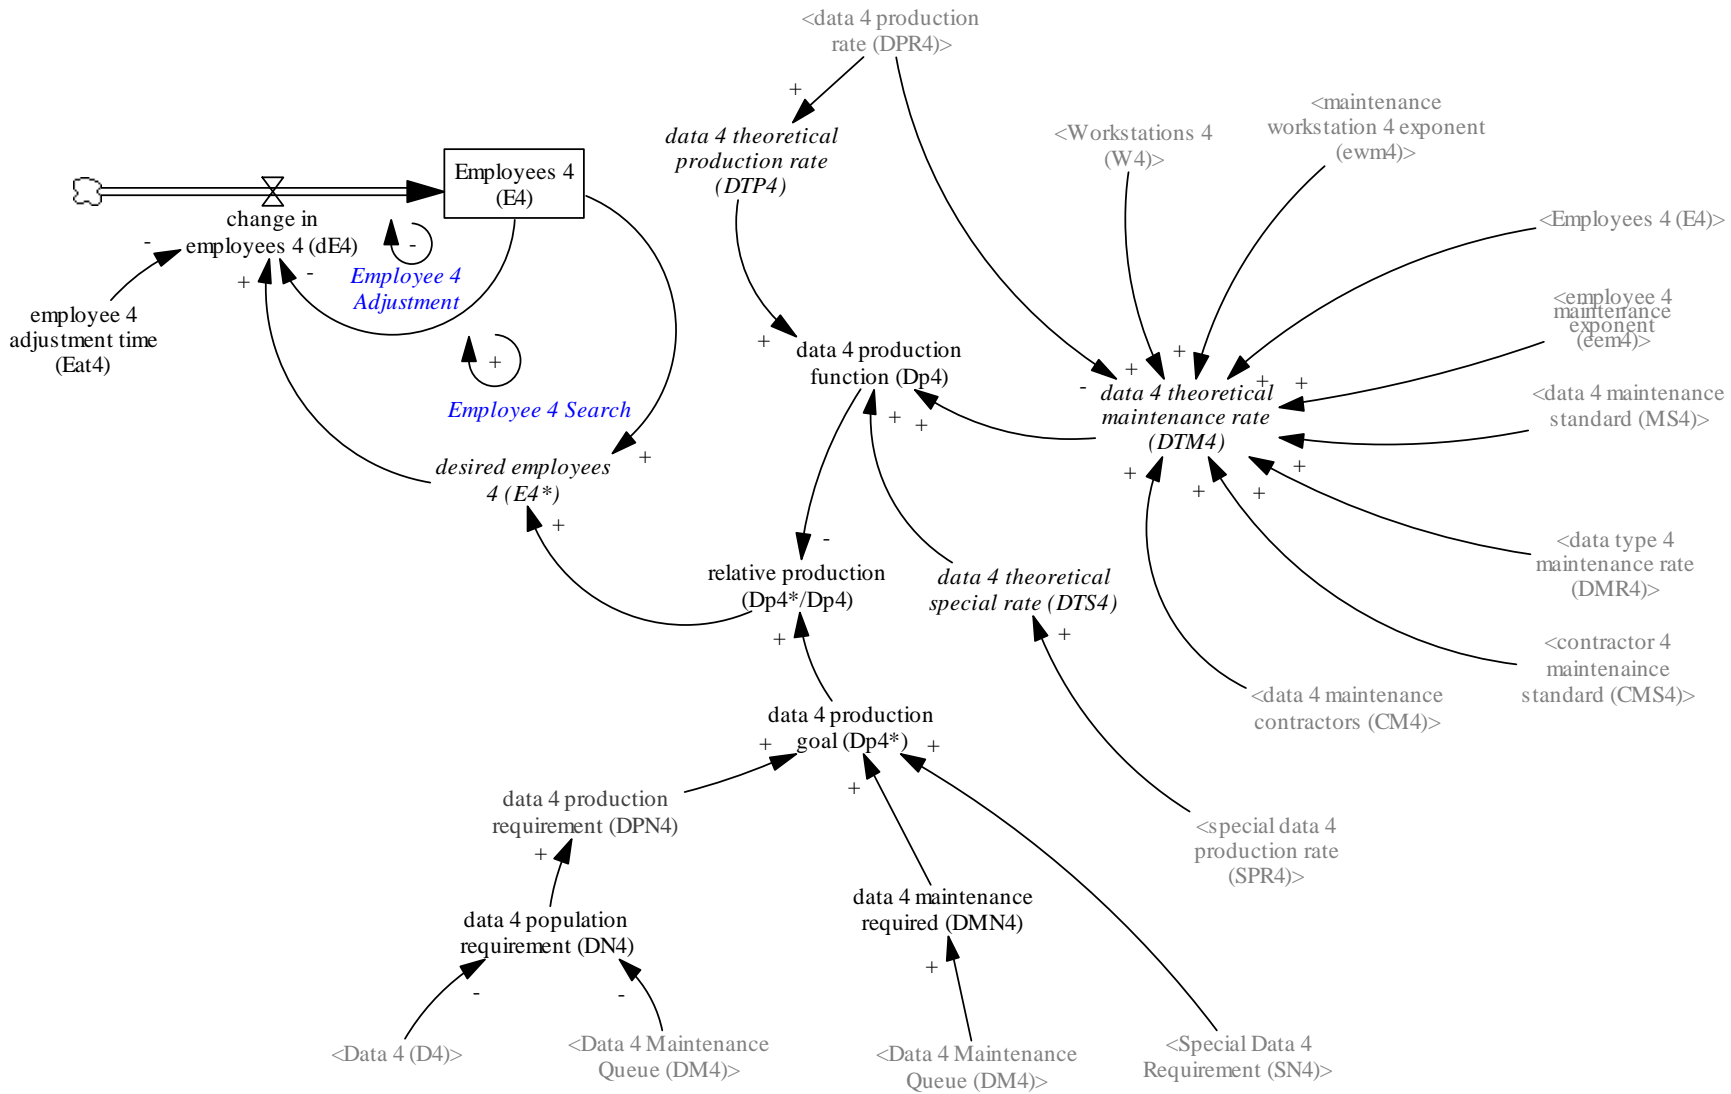 <data 4 production
rate (DPR4)>
+
<maintenance
workstation 4 exponent
(ewm4)>
<Workstations 4
(W4)>
data 4 theoretical
production rate
(DTP4)
Employees 4
(E4)
change in
employees 4 (dE4)
<Employees 4 (E4)>
-
-
+
-
Employee 4
Adjustment
employee 4
adjustment time
(Eat4)
<employee 4
maintenance
exponent
(eem4)>
+
Employee 4 Search
+
data 4 production
function (Dp4)
+
+
-
+
+
data 4 theoretical
maintenance rate
(DTM4)
<data 4 maintenance
standard (MS4)>
+
+
+
desired employees
4 (E4*)
+
+
+
+
+
+
-
<data type 4
maintenance rate
(DMR4)>
relative production
(Dp4*/Dp4)
data 4 theoretical
special rate (DTS4)
+
+
<contractor 4
maintenaince
standard (CMS4)>
<data 4 maintenance
contractors (CM4)>
data 4 production
goal (Dp4*)
+
+
+
data 4 production
requirement (DPN4)
<special data 4
production rate
(SPR4)>
+
data 4 maintenance
required (DMN4)
data 4 population
requirement (DN4)
+
-
-
<Data 4 (D4)>
<Data 4 Maintenance
Queue (DM4)>
<Data 4 Maintenance
Queue (DM4)>
<Special Data 4
Requirement (SN4)>